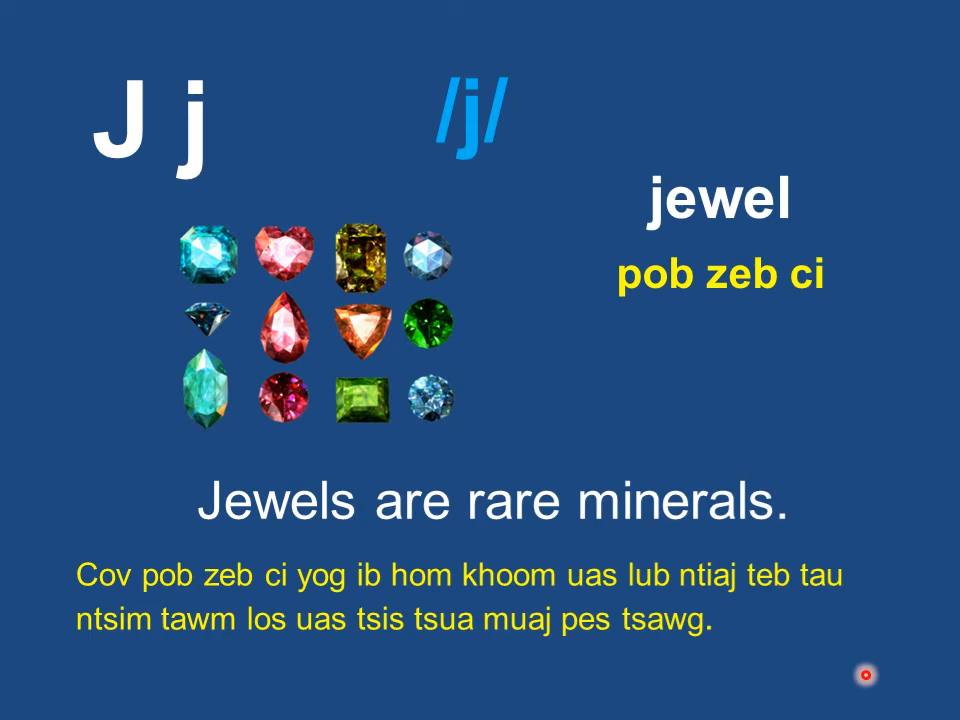 J j
/j/
jewel
pob zeb ci
Jewels are rare minerals.
Cov pob zeb ci yog ib hom khoom uas lub ntiaj teb tau
ntsim tawm los uas tsis tsua muaj pes tsawg.